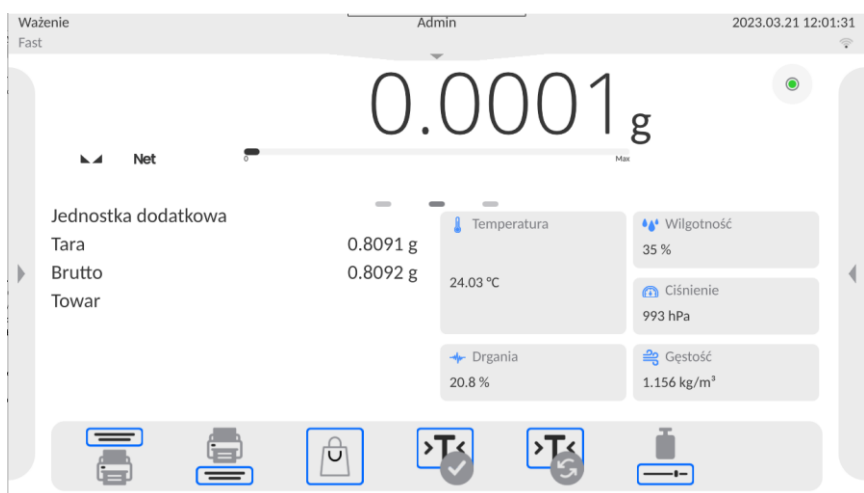 Ważenie Admin 2023.03.21 12:01:31
Fast
0.0001 g
Net 0 Max
Jednostka dodatkowa
Tara 0.8091 g
Brutto 0.8092 g
Towar
Temperatura
24.03 °C
Wilgotność
35 %
Ciśnienie
993 hPa
Drgania
20.8 %
Gęstość
1.156 kg/m³
>T< >T<